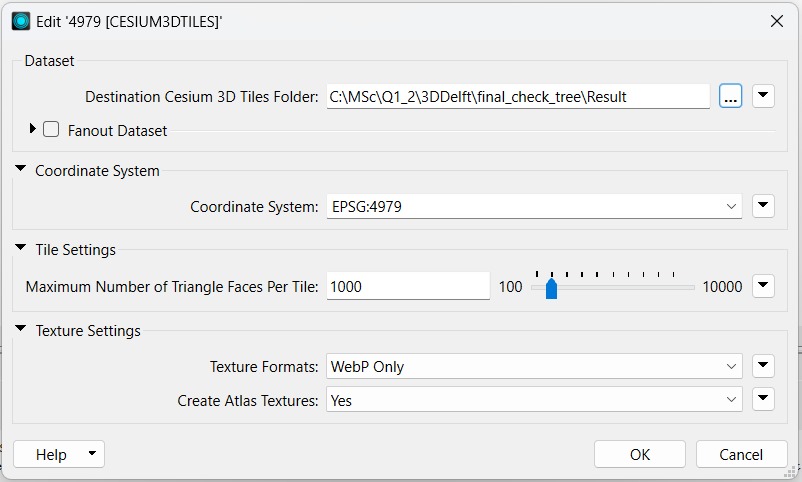 Edit '4979 [CESIUM3DTILES]'
Dataset
Destination Cesium 3D Tiles Folder: C:\MSc\Q1_2\3DDelft\final_check_tree\Result ...
Fanout Dataset
Coordinate System
Coordinate System: EPSG:4979
Tile Settings
Maximum Number of Triangle Faces Per Tile: 1000 100 10000
Texture Settings
Texture Formats: WebP Only
Create Atlas Textures: Yes
Help OK Cancel